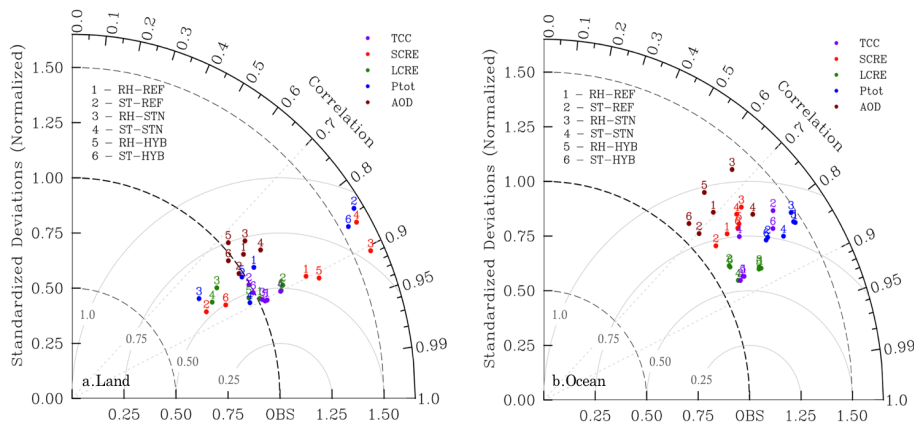 Standardized Deviations (Normalized)
1.50
1.25
1.00
0.75
0.50
0.25
0.00
0.25
0.50
0.75
OBS
1.25
1.50
0.0
0.1
0.2
0.3
0.4
0.5
0.6
0.7
0.8
0.9
0.95
0.99
1.0
Correlation
TCC
SCRE
LCRE
Ptot
AOD
1 - RH-REF
2 - ST-REF
3 - RH-STN
4 - ST-STN
5 - RH-HYB
6 - ST-HYB
1.0
0.75
0.50
0.25
a.Land
Standardized Deviations (Normalized)
1.50
1.25
1.00
0.75
0.50
0.25
0.00
0.25
0.50
0.75
OBS
1.25
1.50
0.0
0.1
0.2
0.3
0.4
0.5
0.6
0.7
0.8
0.9
0.95
0.99
1.0
Correlation
TCC
SCRE
LCRE
Ptot
AOD
1 - RH-REF
2 - ST-REF
3 - RH-STN
4 - ST-STN
5 - RH-HYB
6 - ST-HYB
1.0
0.75
0.50
0.25
b.Ocean